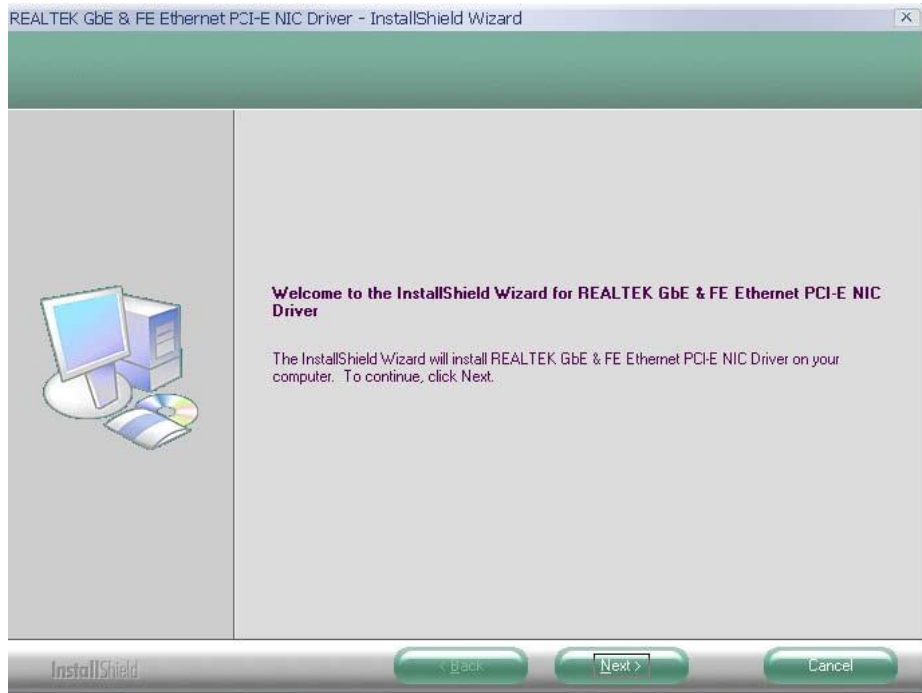 REALTEK GbE & FE Ethernet PCI-E NIC Driver - InstallShield Wizard
Welcome to the InstallShield Wizard for REALTEK GbE & FE Ethernet PCI-E NIC
Driver
The InstallShield Wizard will install REALTEK GbE & FE Ethernet PCI-E NIC Driver on your
computer. To continue, click Next.
InstallShield
< Back
Next >
Cancel